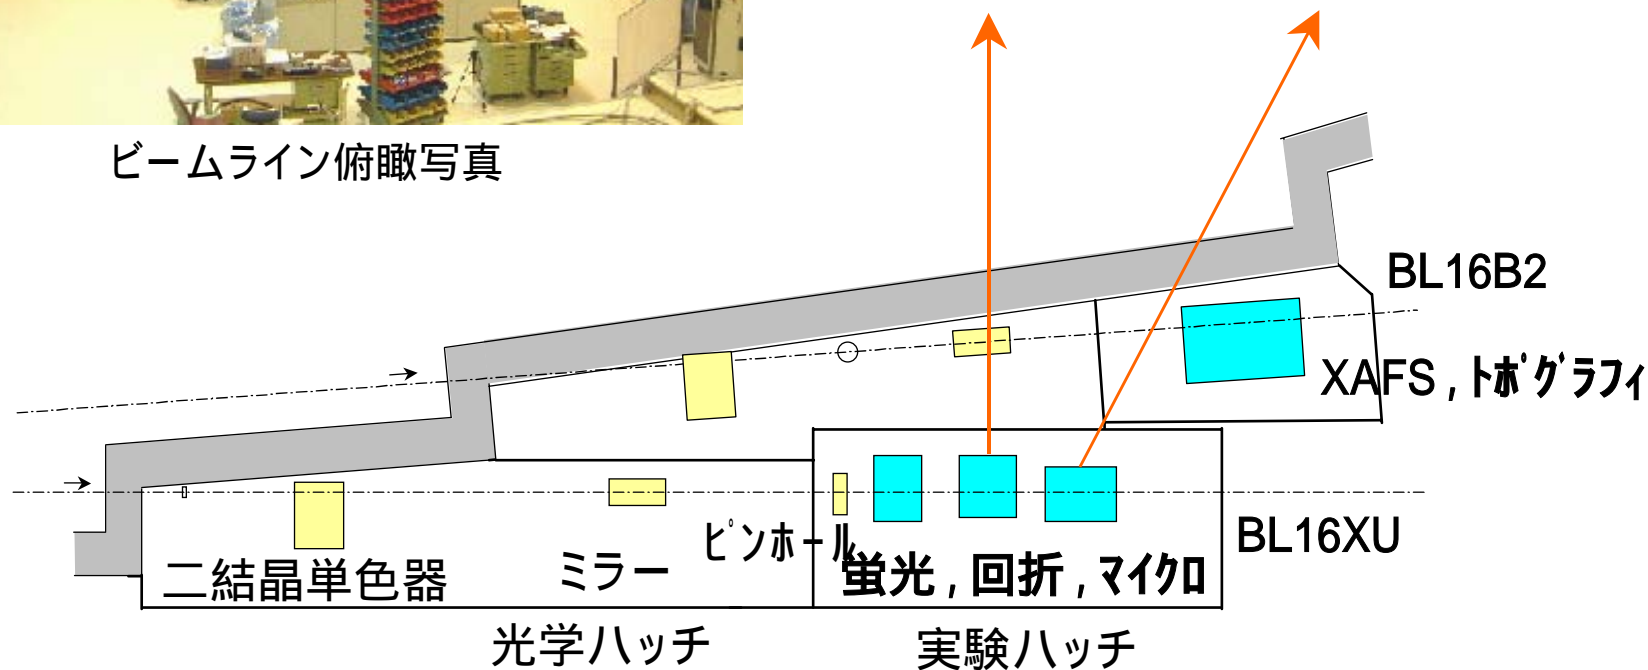 ビームライン俯瞰写真
BL16B2
XAFS , ﾄﾎﾟｸﾞﾗﾌｨ
BL16XU
ピンホール
二結晶単色器
ミラー
蛍光 , 回折 , ﾏｲｸﾛ
光学ハッチ
実験ハッチ